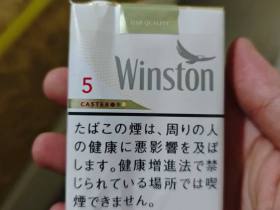 Winston
5
CASTER
たばこの煙は、周りの人
の健康に悪影響を及ぼ
します。健康増進法で禁
じられている場所では喫
煙できません。